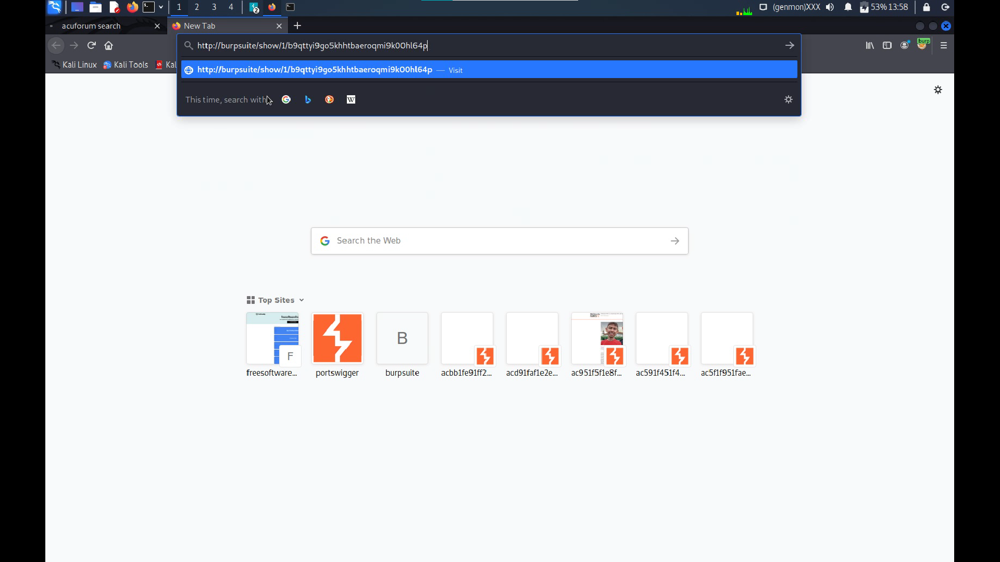 1 2 3 4 2 (genmon)XXX 53% 13:58
acuforum search New Tab
http://burpsuite/show/1/b9qttyi9go5khhtbaeroqmi9k00hl64p burp
Kali Linux Kali Tools Kal http://burpsuite/show/1/b9qttyi9go5khhtbaeroqmi9k00hl64p — Visit
This time, search with W
Search the Web
Top Sites
B
F
freesoftware... portswigger burpsuite acbb1fe91ff2... acd91faf1e2e... ac951f5f1e8f... ac591f451f4... ac5f1f951fae...